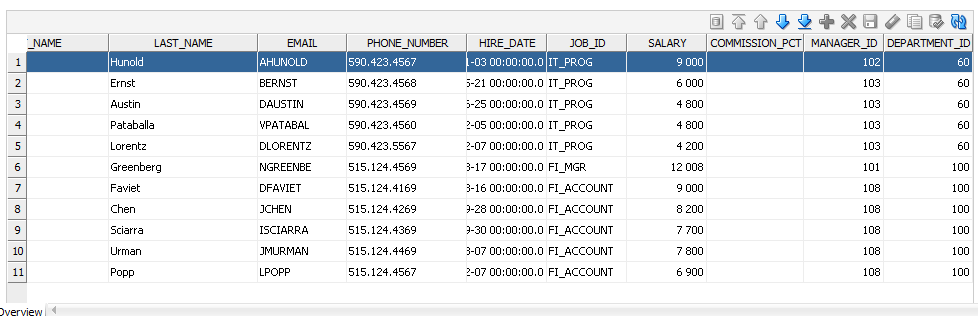 _NAME LAST_NAME EMAIL PHONE_NUMBER HIRE_DATE JOB_ID SALARY COMMISSION_PCT MANAGER_ID DEPARTMENT_ID
1 Hunold AHUNOLD 590.423.4567 1-03 00:00:00.0 IT_PROG 9 000 102 60
2 Ernst BERNST 590.423.4568 5-21 00:00:00.0 IT_PROG 6 000 103 60
3 Austin DAUSTIN 590.423.4569 6-25 00:00:00.0 IT_PROG 4 800 103 60
4 Pataballa VPATABAL 590.423.4560 2-05 00:00:00.0 IT_PROG 4 800 103 60
5 Lorentz DLORENTZ 590.423.5567 2-07 00:00:00.0 IT_PROG 4 200 103 60
6 Greenberg NGREENBE 515.124.4569 8-17 00:00:00.0 FI_MGR 12 008 101 100
7 Faviet DFAVIET 515.124.4169 8-16 00:00:00.0 FI_ACCOUNT 9 000 108 100
8 Chen JCHEN 515.124.4269 9-28 00:00:00.0 FI_ACCOUNT 8 200 108 100
9 Sciarra ISCIARRA 515.124.4369 9-30 00:00:00.0 FI_ACCOUNT 7 700 108 100
10 Urman JMURMAN 515.124.4469 3-07 00:00:00.0 FI_ACCOUNT 7 800 108 100
11 Popp LPOPP 515.124.4567 2-07 00:00:00.0 FI_ACCOUNT 6 900 108 100
Overview